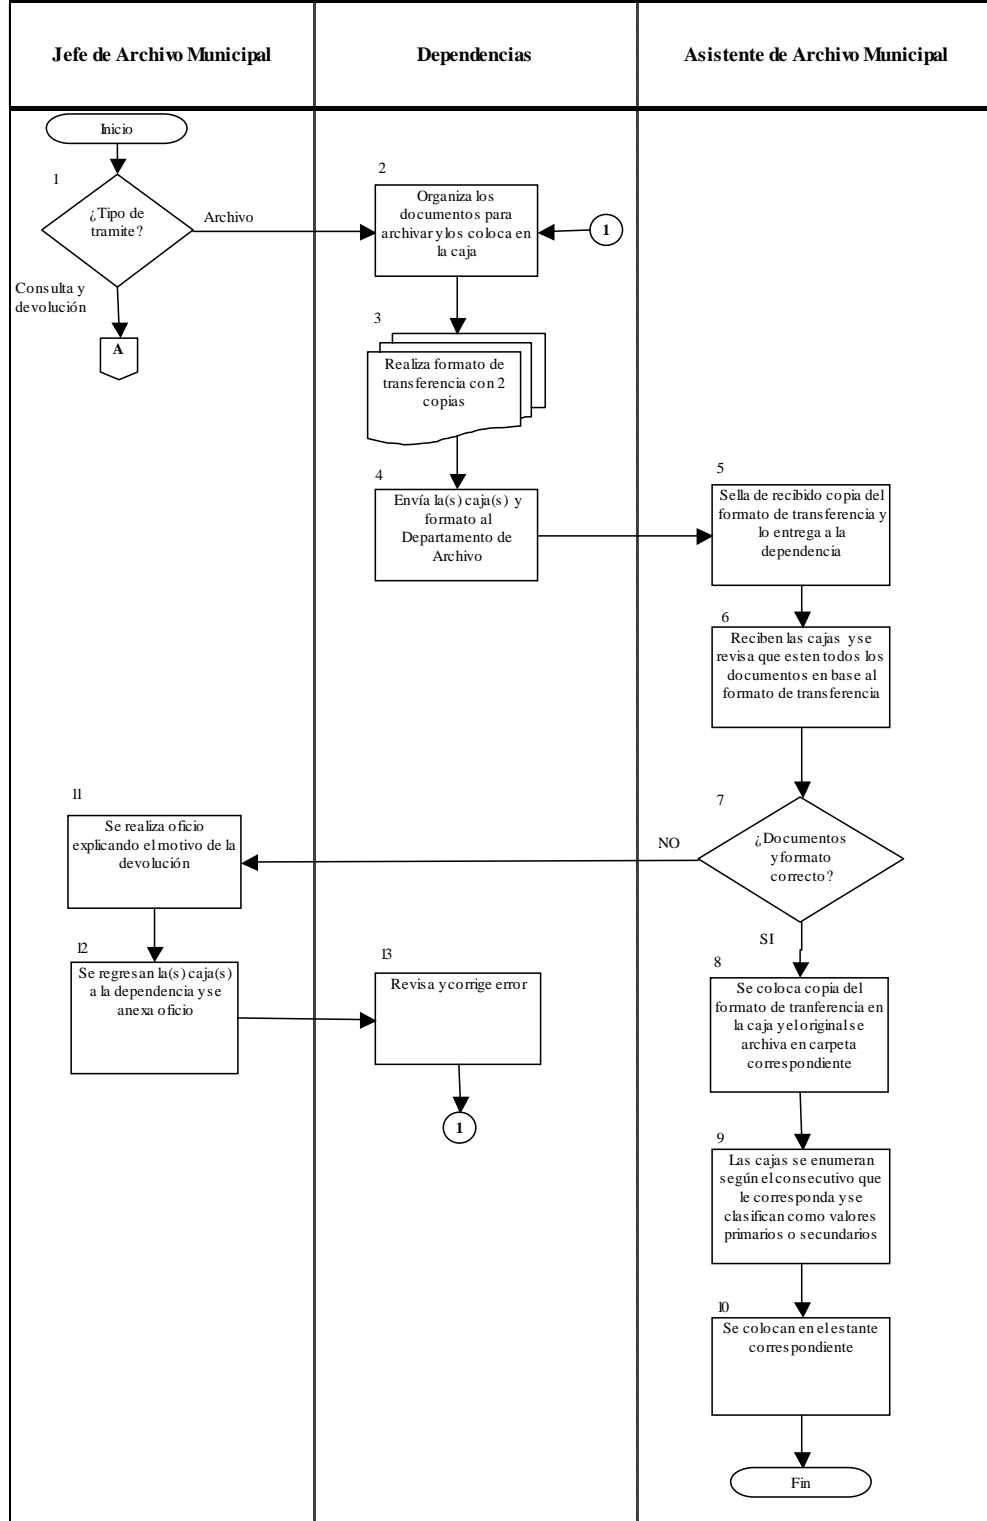 Jefe de Archivo Municipal
Dependencias
Asistente de Archivo Municipal
Inicio
1
¿Tipo de
tramite?
Archivo
Consulta y
devolución
A
2
Organiza los
documentos para
archivar y los coloca en
la caja
1
3
Realiza formato de
transferencia con 2
copias
4
Envía la(s) caja(s) y
formato al
Departamento de
Archivo
5
Sella de recibido copia del
formato de transferencia y
lo entrega a la
dependencia
6
Reciben las cajas y se
revisa que esten todos los
documentos en base al
formato de transferencia
7
¿Documentos
y formato
correcto?
NO
SI
8
Se coloca copia del
formato de tranferencia en
la caja y el original se
archiva en carpeta
correspondiente
9
Las cajas se enumeran
según el consecutivo que
le corresponda y se
clasifican como valores
primarios o secundarios
10
Se colocan en el estante
correspondiente
Fin
11
Se realiza oficio
explicando el motivo de la
devolución
12
Se regresan la(s) caja(s)
a la dependencia y se
anexa oficio
13
Revisa y corrige error
1